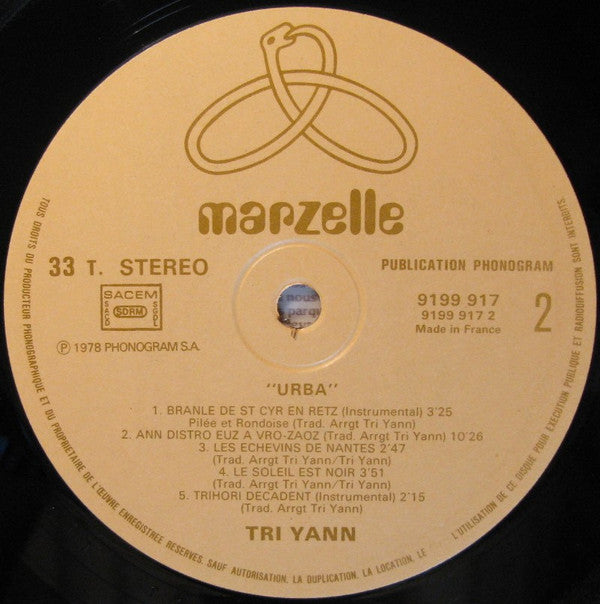 marzelle
33 T. STEREO
PUBLICATION PHONOGRAM
SACEM
SACD
SDRM
SGDL
9199 917
9199 917 2
Made in France
2
Ⓟ 1978 PHONOGRAM S.A.
nous
parqu
"URBA"
1. BRANLE DE ST CYR EN RETZ (Instrumental) 3'25
Pilée et Rondoise (Trad. Arrgt Tri Yann)
2. ANN DISTRO EUZ A VRO-ZAOZ (Trad. Arrgt Tri Yann) 10'26
3. LES ECHEVINS DE NANTES 2'47
(Trad. Arrgt Tri Yann/Tri Yann)
4. LE SOLEIL EST NOIR 3'51
(Trad. Arrgt Tri Yann/Tri Yann)
5. TRIHORI DECADENT (Instrumental) 2'15
(Trad. Arrgt Tri Yann)
TRI YANN
TOUS DROITS DU PRODUCTEUR PHONOGRAPHIQUE ET DU PROPRIETAIRE DE L'ŒUVRE ENREGISTREE RESERVES. SAUF AUTORISATION, LA DUPLICATION, LA LOCATION, LE
L'UTILISATION DE CE DISQUE POUR EXECUTION PUBLIQUE ET RADIODIFFUSION SONT INTERDITS